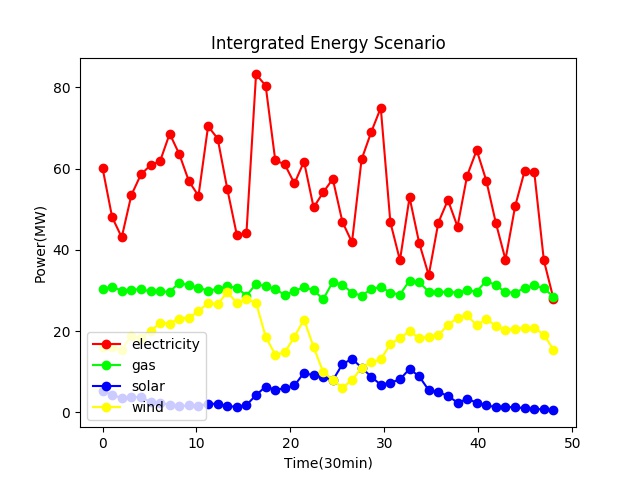 Intergrated Energy Scenario
Power(MW)
80
60
40
20
0
electricity
gas
solar
wind
0 10 20 30 40 50
Time(30min)